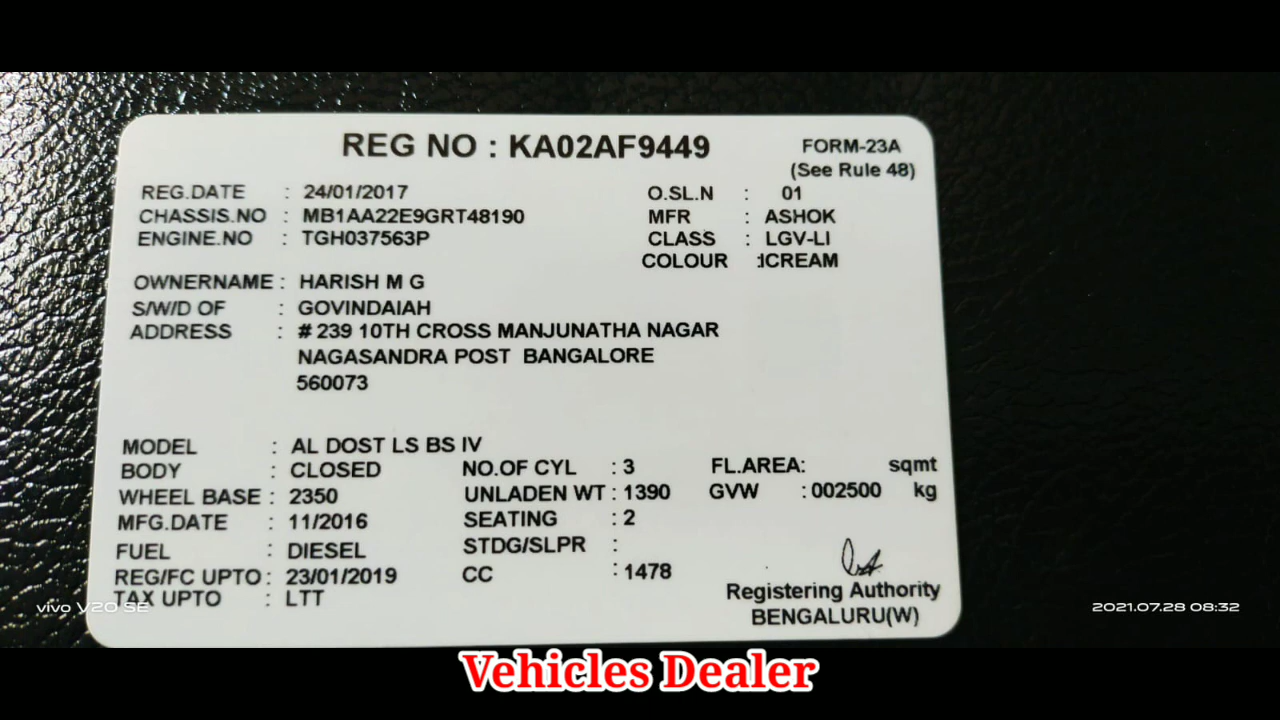 REG NO : KA02AF9449
FORM-23A
(See Rule 48)
REG.DATE : 24/01/2017
O.SL.N : 01
CHASSIS.NO : MB1AA22E9GRT48190
MFR : ASHOK
ENGINE.NO : TGH037563P
CLASS : LGV-LI
COLOUR : ICREAM
OWNERNAME : HARISH M G
S/W/D OF : GOVINDAIAH
ADDRESS : # 239 10TH CROSS MANJUNATHA NAGAR
NAGASANDRA POST BANGALORE
560073
MODEL : AL DOST LS BS IV
BODY : CLOSED NO.OF CYL : 3 FL.AREA: sqmt
WHEEL BASE : 2350 UNLADEN WT : 1390 GVW : 002500 kg
MFG.DATE : 11/2016 SEATING : 2
FUEL : DIESEL STDG/SLPR :
REG/FC UPTO : 23/01/2019 CC : 1478
TAX UPTO : LTT
Registering Authority
BENGALURU(W)
vivo V20 SE
2021.07.28 08:32
Vehicles Dealer